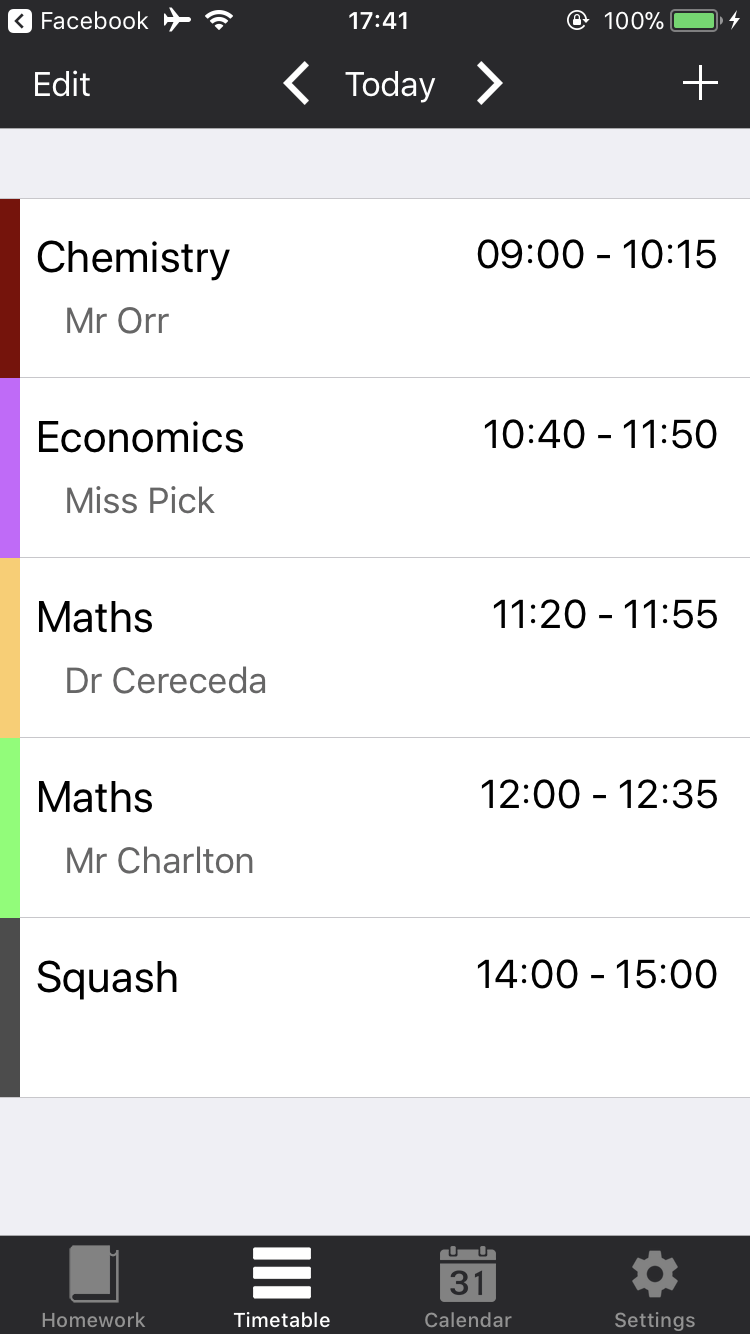 Facebook 17:41 100%
Edit Today
Chemistry 09:00 - 10:15
Mr Orr
Economics 10:40 - 11:50
Miss Pick
Maths 11:20 - 11:55
Dr Cereceda
Maths 12:00 - 12:35
Mr Charlton
Squash 14:00 - 15:00
31
Homework Timetable Calendar Settings